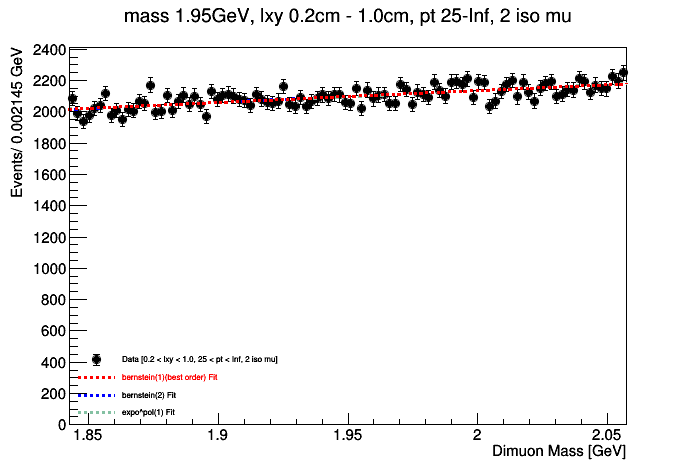 mass 1.95GeV, lxy 0.2cm - 1.0cm, pt 25-Inf, 2 iso mu
Events/ 0.002145 GeV
2400
2200
2000
1800
1600
1400
1200
1000
800
600
400
200
0
Data [0.2 < lxy < 1.0, 25 < pt < Inf, 2 iso mu]
bernstein(1)(best order) Fit
bernstein(2) Fit
expo^pol(1) Fit
1.85 1.9 1.95 2 2.05
Dimuon Mass [GeV]